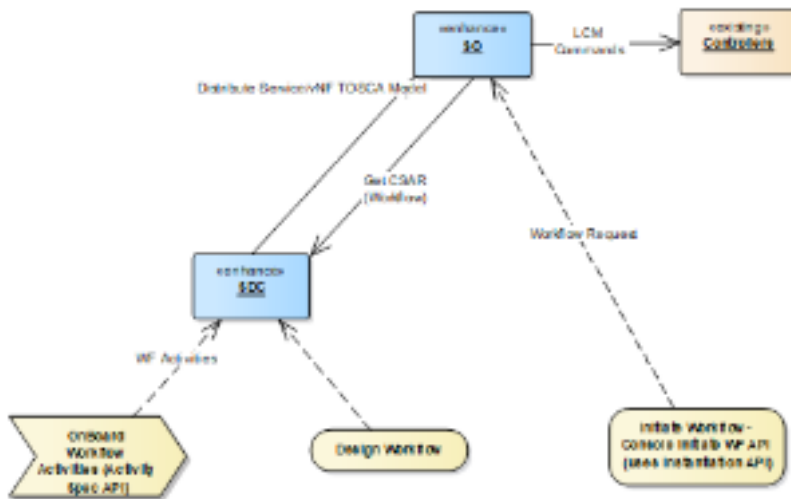 «enhance»
SO
LCM
Commands
«existing»
Controllers
Distribute Service/VNF TOSCA Model
Get CSAR
(Workflow)
Workflow Request
«enhance»
SDC
WF Activities
OnBoard
Workflow
Activities (Activity
Spec API)
Design Workflow
Initiate Workflow -
Console Initiate WF API
(uses Instantiation API)